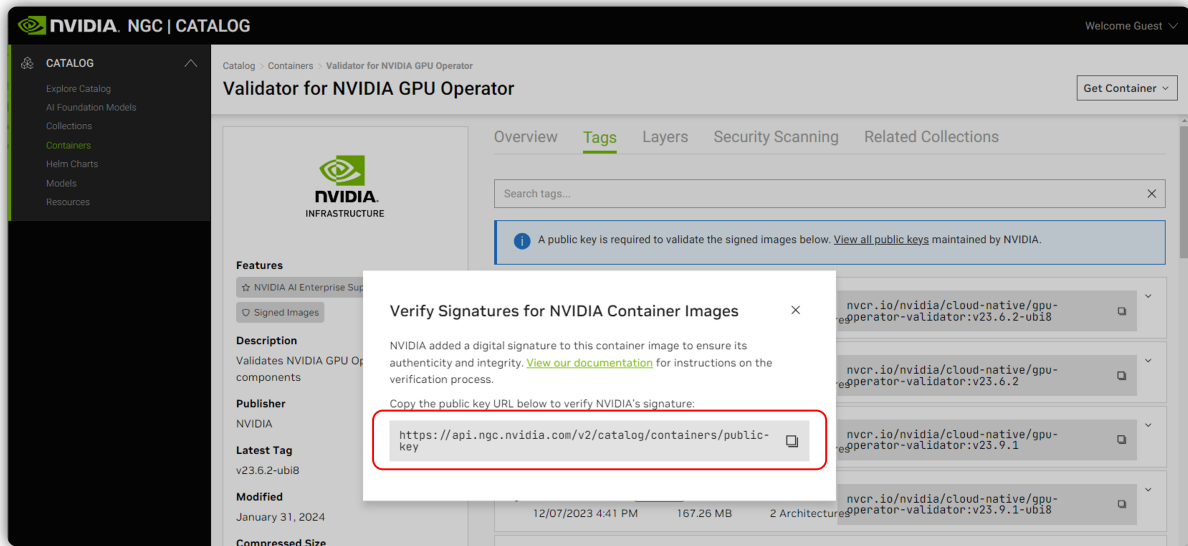 NVIDIA. NGC | CATALOG
Welcome Guest
CATALOG
Explore Catalog
AI Foundation Models
Collections
Containers
Helm Charts
Models
Resources
Catalog > Containers > Validator for NVIDIA GPU Operator
Validator for NVIDIA GPU Operator
Get Container
NVIDIA.
INFRASTRUCTURE
Features
NVIDIA AI Enterprise Sup
Signed Images
Description
Validates NVIDIA GPU Op
components
Publisher
NVIDIA
Latest Tag
v23.6.2-ubi8
Modified
January 31, 2024
Compressed Size
Overview Tags Layers Security Scanning Related Collections
Search tags...
A public key is required to validate the signed images below. View all public keys maintained by NVIDIA.
Verify Signatures for NVIDIA Container Images
NVIDIA added a digital signature to this container image to ensure its
authenticity and integrity. View our documentation for instructions on the
verification process.
Copy the public key URL below to verify NVIDIA's signature:
https://api.ngc.nvidia.com/v2/catalog/containers/public-
key
nvcr.io/nvidia/cloud-native/gpu-
operator-validator:v23.6.2-ubi8
nvcr.io/nvidia/cloud-native/gpu-
operator-validator:v23.6.2
nvcr.io/nvidia/cloud-native/gpu-
operator-validator:v23.9.1
nvcr.io/nvidia/cloud-native/gpu-
12/07/2023 4:41 PM 167.26 MB 2 Architectures operator-validator:v23.9.1-ubi8